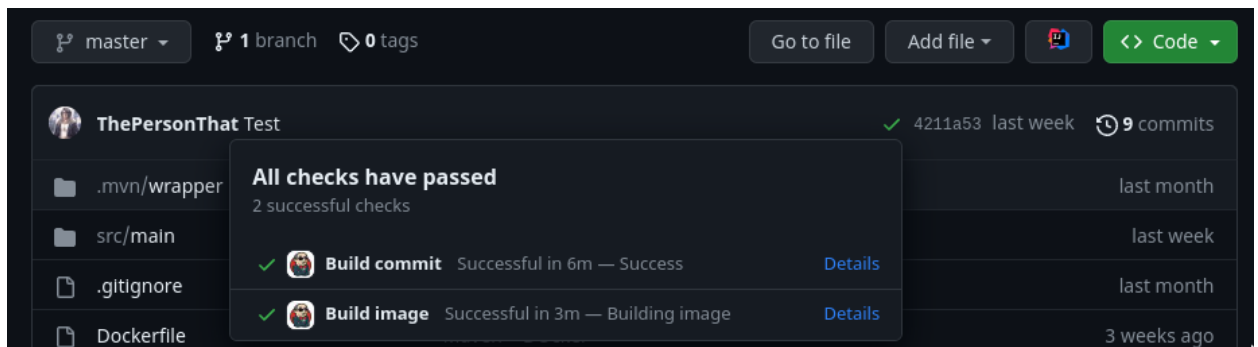 master 1 branch 0 tags Go to file Add file <> Code
ThePersonThat Test 4211a53 last week 9 commits
All checks have passed
.mvn/wrapper last month
2 successful checks
src/main last week
Build commit Successful in 6m — Success Details
.gitignore last month
Build image Successful in 3m — Building image Details
Dockerfile 3 weeks ago